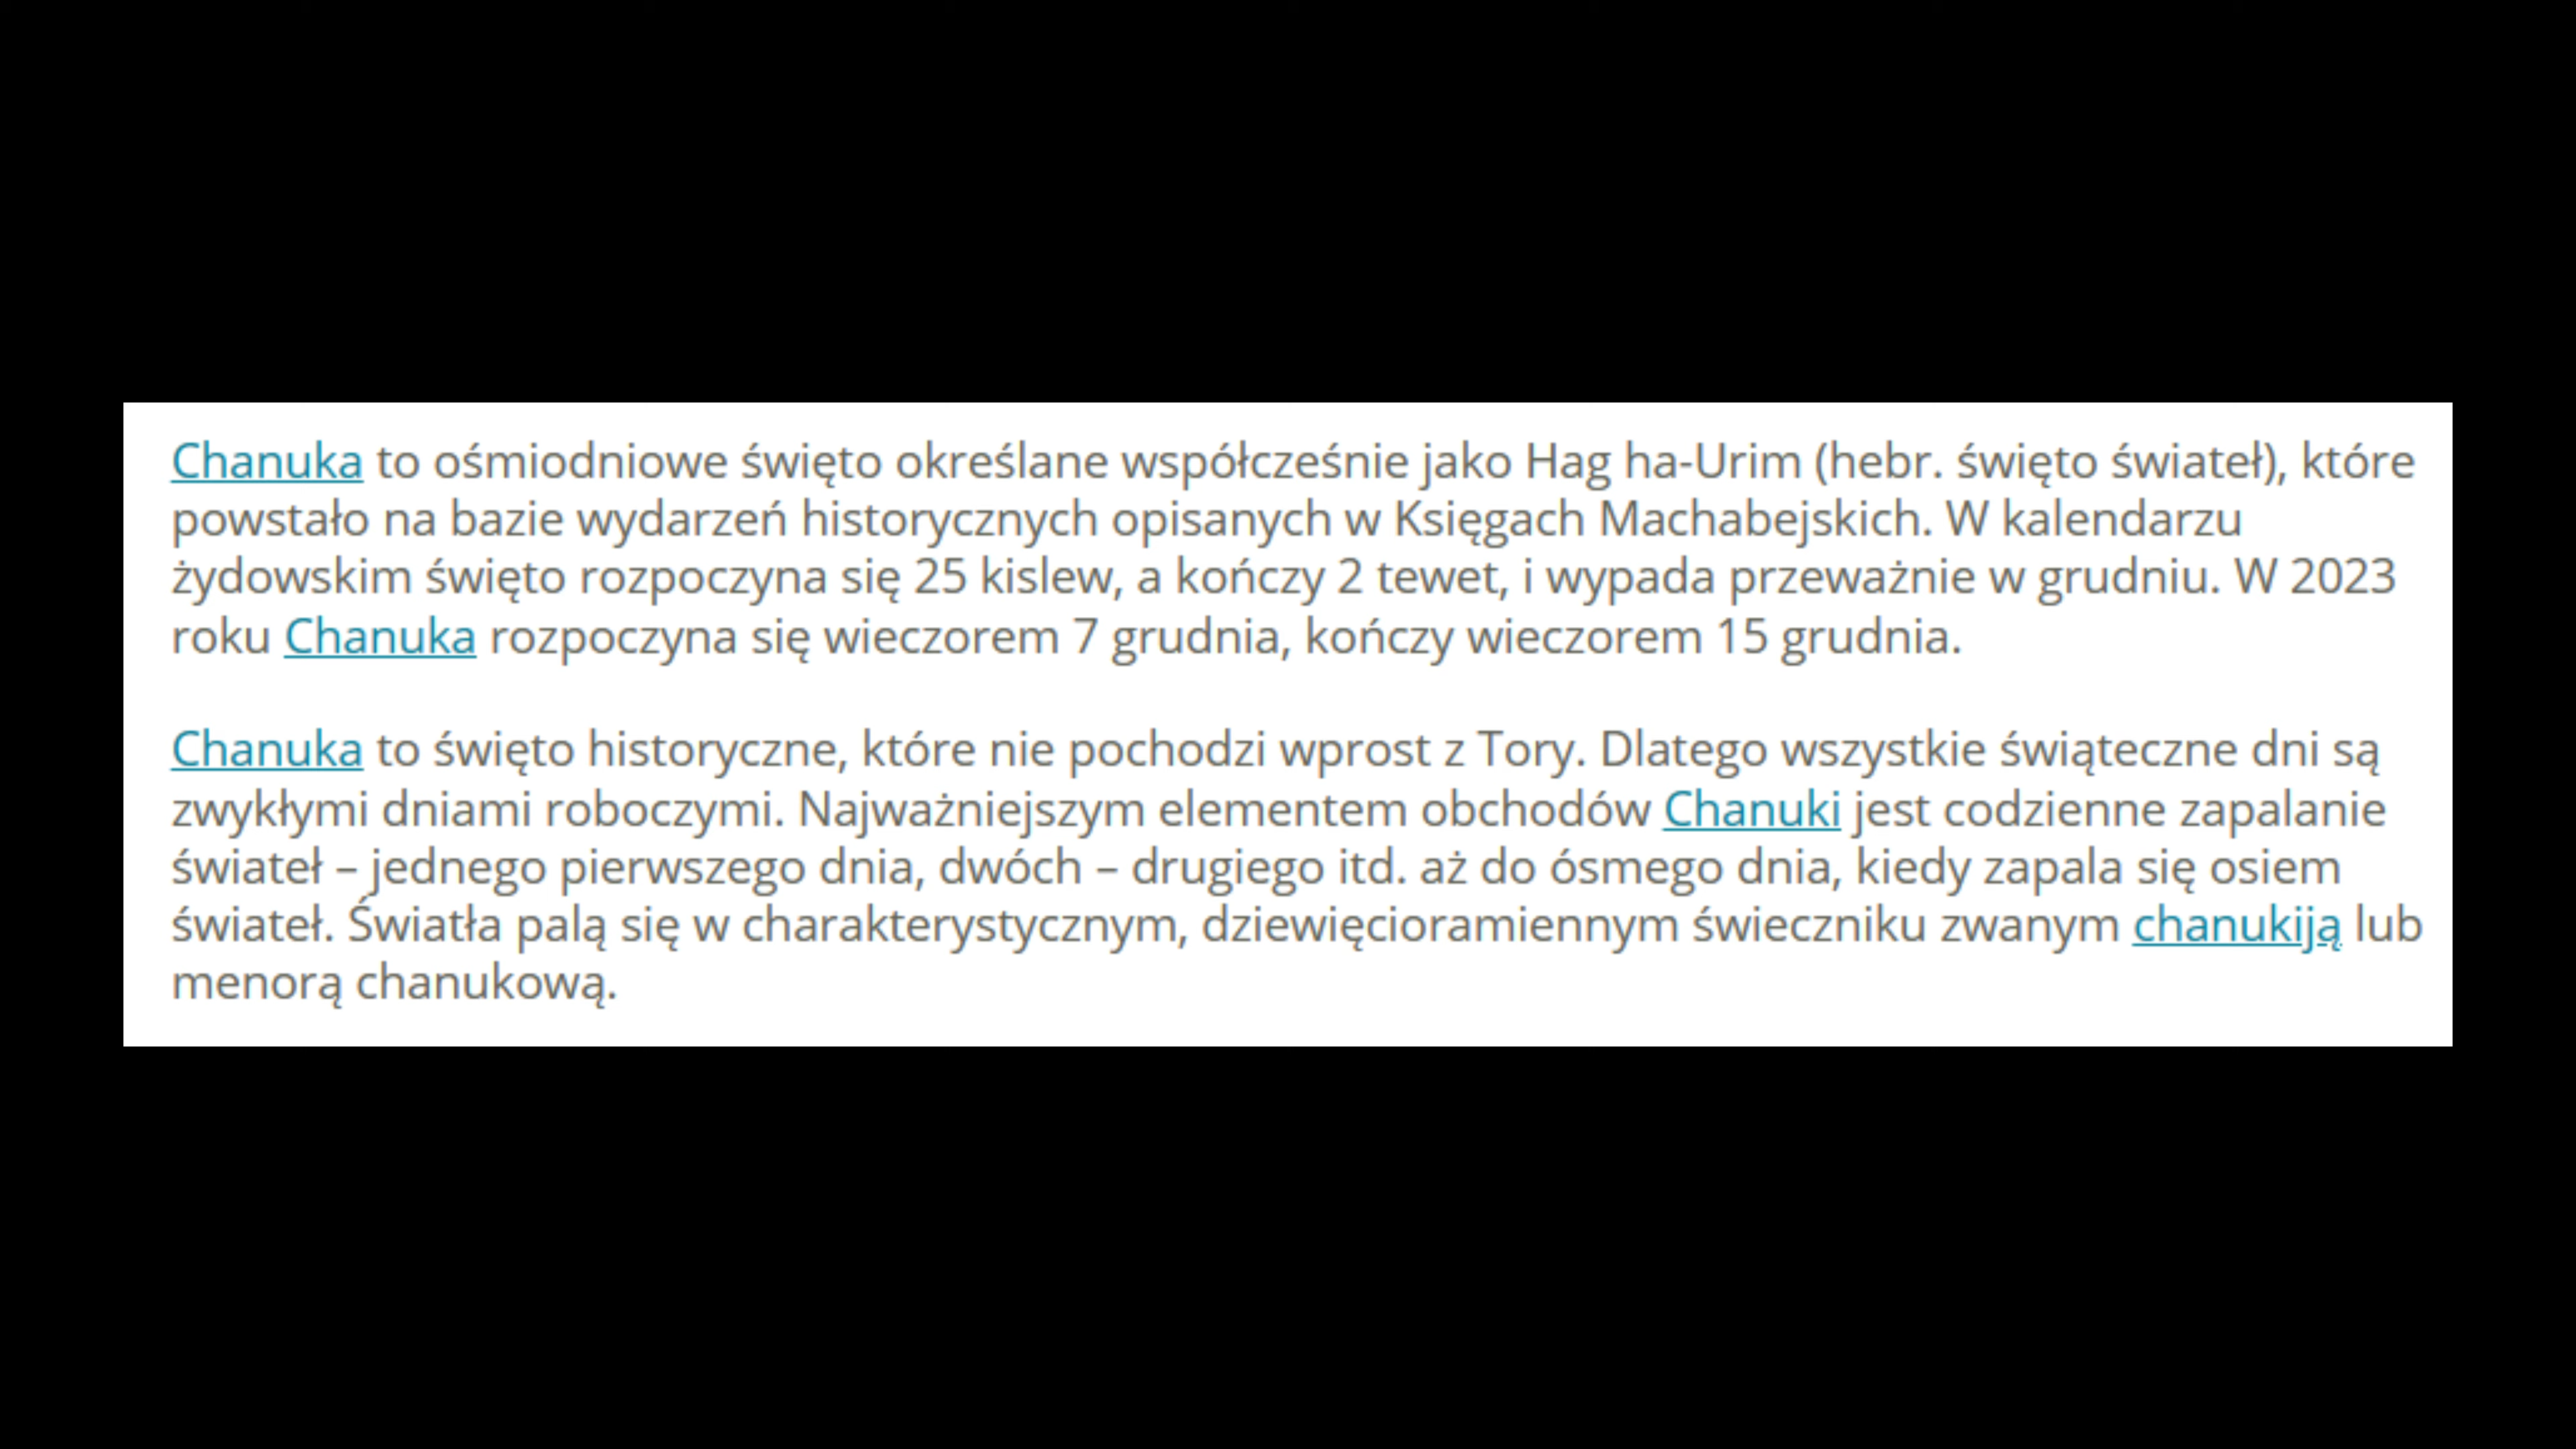 Chanuka to ośmiodniowe święto określane współcześnie jako Hag ha-Urim (hebr. święto świateł), które
powstało na bazie wydarzeń historycznych opisanych w Księgach Machabejskich. W kalendarzu
żydowskim święto rozpoczyna się 25 kislew, a kończy 2 tewet, i wypada przeważnie w grudniu. W 2023
roku Chanuka rozpoczyna się wieczorem 7 grudnia, kończy wieczorem 15 grudnia.
Chanuka to święto historyczne, które nie pochodzi wprost z Tory. Dlatego wszystkie świąteczne dni są
zwykłymi dniami roboczymi. Najważniejszym elementem obchodów Chanuki jest codzienne zapalanie
świateł – jednego pierwszego dnia, dwóch – drugiego itd. aż do ósmego dnia, kiedy zapala się osiem
świateł. Światła palą się w charakterystycznym, dziewięcioramiennym świeczniku zwanym chanukiją lub
menorą chanukową.